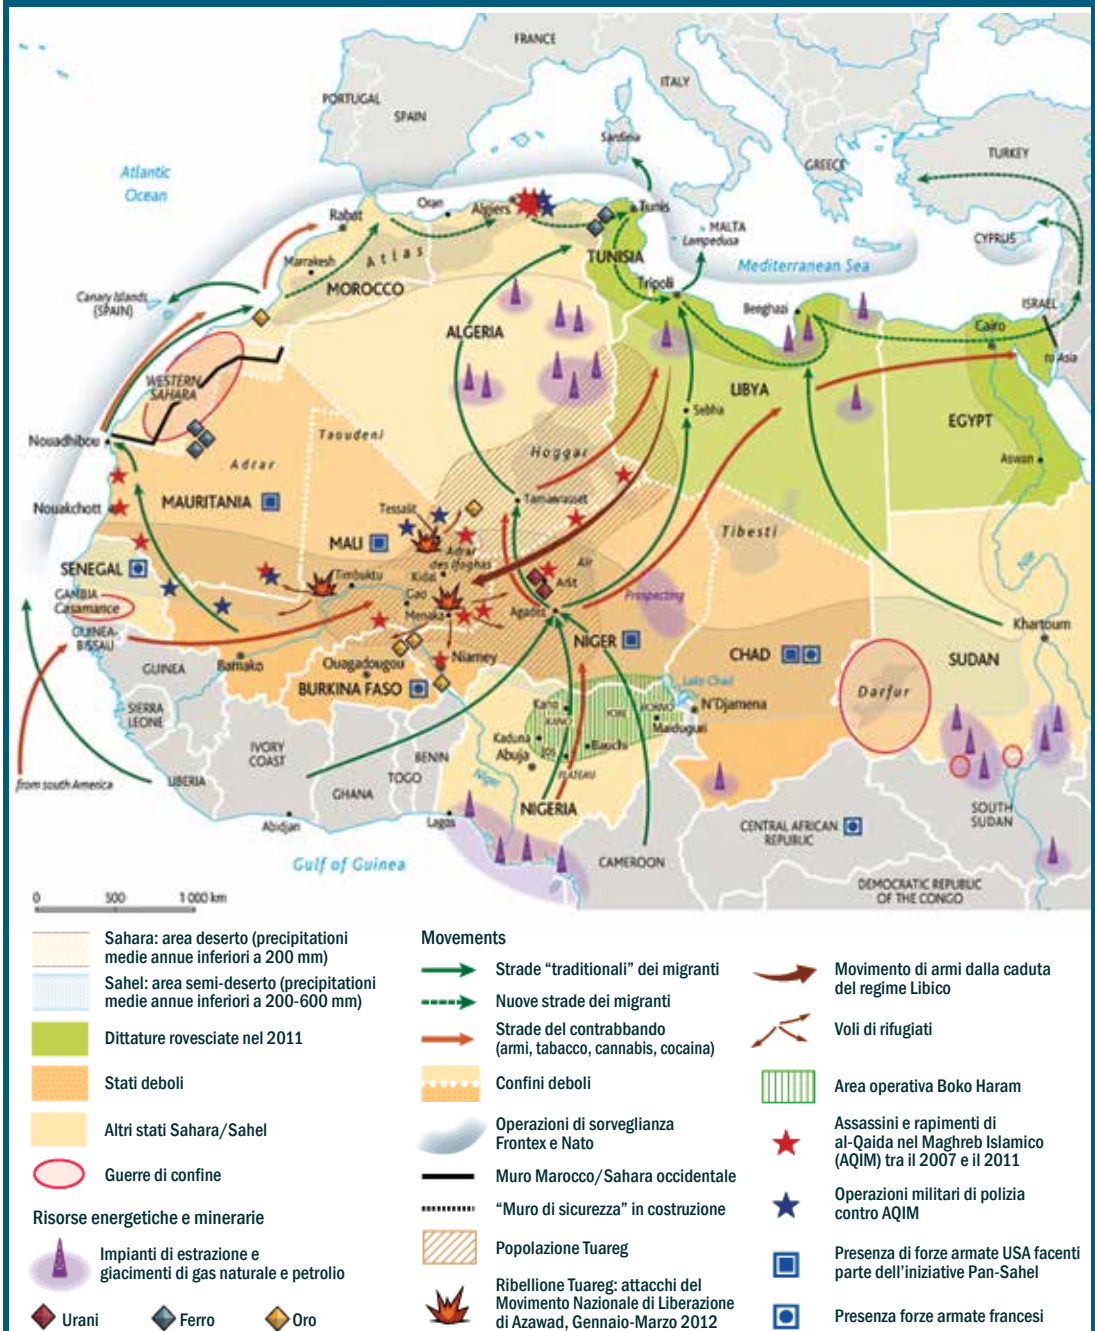 FRANCE
ITALY
PORTUGAL
SPAIN
Sardinia
Atlantic
Ocean
GREECE
TURKEY
Oran
Algiers
Tunis
Rabat
MALTA
Lampedusa
CYPRUS
Marrakesh
Atlas
TUNISIA
Mediterranean Sea
MOROCCO
Tripoli
Canary Islands
(SPAIN)
Benghazi
ISRAEL
ALGERIA
Cairo
to Asia
WESTERN
SAHARA
LIBYA
Sebha
EGYPT
Nouadhibou
Taoudeni
Hoggar
Adrar
Aswan
MAURITANIA
Tamanrasset
Nouakchott
Tessalit
Tibesti
MALI
Adrar
des Ifoghas
Aïr
Nile
SENEGAL
Timbuktu
Kidal
Arlit
GAMBIA
Casamance
Gao
Menaka
Agadez
Prospecting
Khartoum
GUINEA-
BISSAU
GUINEA
Bamako
Ouagadougou
Niamey
NIGER
CHAD
SUDAN
BURKINA FASO
Lake Chad
Darfur
SIERRA
LEONE
Kano
KANO
YOBE
BORNO
N'Djamena
Maiduguri
Kaduna
Abuja
JOS
Bauchi
IVORY
COAST
BENIN
TOGO
Niger
PLATEAU
from south America
LIBERIA
GHANA
NIGERIA
SOUTH
SUDAN
Abidjan
Lagos
CENTRAL AFRICAN
REPUBLIC
Gulf of Guinea
CAMEROON
DEMOCRATIC REPUBLIC
OF THE CONGO
0 500 1 000 km
Sahara: area deserto (precipitationi
medie annue inferiori a 200 mm)
Sahel: area semi-deserto (precipitationi
medie annue inferiori a 200-600 mm)
Dittature rovesciate nel 2011
Stati deboli
Altri stati Sahara/Sahel
Guerre di confine
Risorse energetiche e minerarie
Impianti di estrazione e
giacimenti di gas naturale e petrolio
Urani Ferro Oro
Movements
Strade “traditionali” dei migranti
Nuove strade dei migranti
Strade del contrabbando
(armi, tabacco, cannabis, cocaina)
Confini deboli
Operazioni di sorveglianza
Frontex e Nato
Muro Marocco/Sahara occidentale
“Muro di sicurezza” in costruzione
Popolazione Tuareg
Ribellione Tuareg: attacchi del
Movimento Nazionale di Liberazione
di Azawad, Gennaio-Marzo 2012
Movimento di armi dalla caduta
del regime Libico
Voli di rifugiati
Area operativa Boko Haram
Assassini e rapimenti di
al-Qaida nel Maghreb Islamico
(AQIM) tra il 2007 e il 2011
Operazioni militari di polizia
contro AQIM
Presenza di forze armate USA facenti
parte dell'iniziative Pan-Sahel
Presenza forze armate francesi